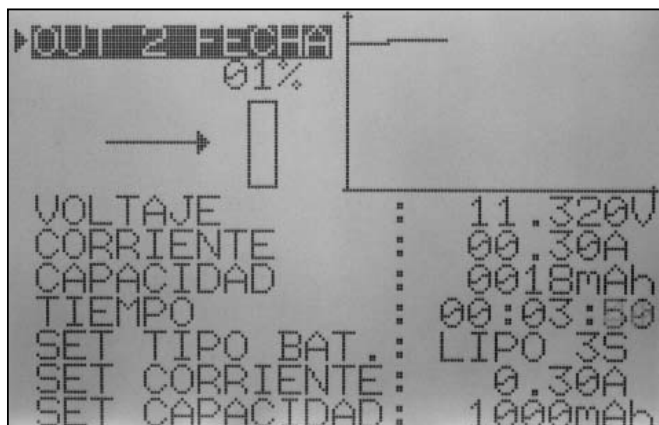 OUT 2 FECHA
01%
VOLTAJE : 11.320V
CORRIENTE : 00.30A
CAPACIDAD : 0018mAh
TIEMPO : 00:03:50
SET TIPO BAT.: LIPO 3S
SET CORRIENTE: 0.30A
SET CAPACIDAD: 1000mAh